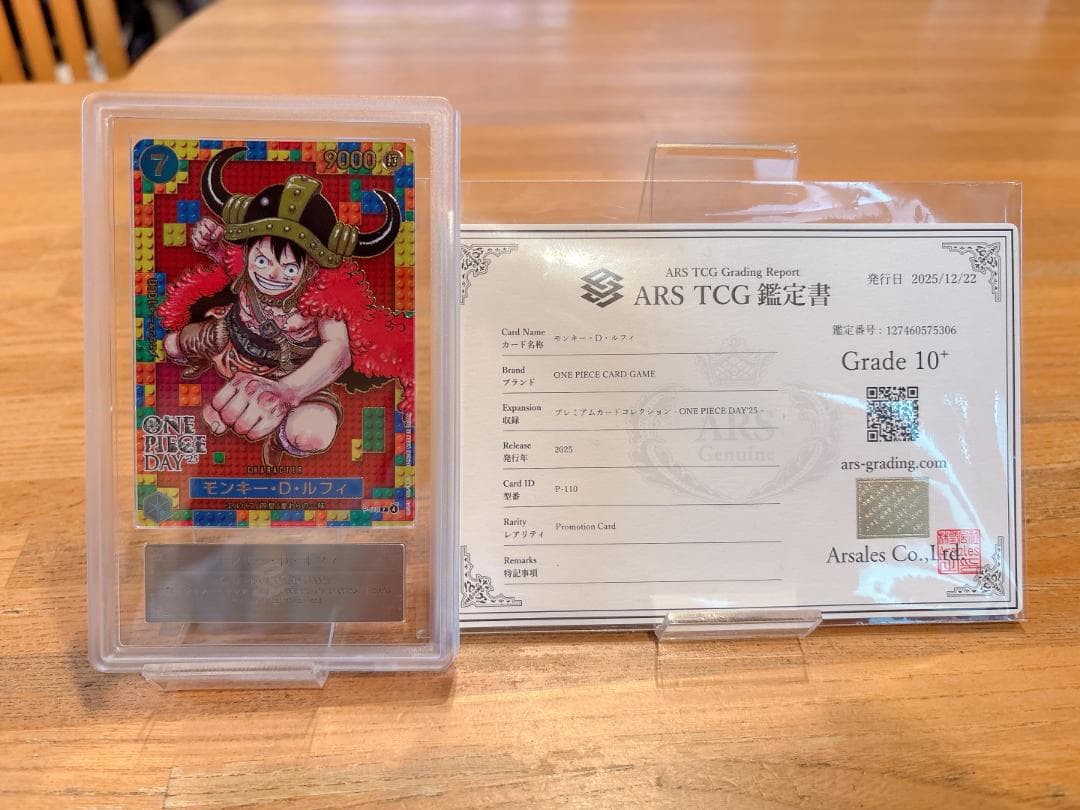 7
9000 打
ONE
PIECE
DAY'25
CHARACTER
モンキー・D・ルフィ
P-110 P 4
ARS TCG Grading Report
ARS TCG 鑑定書
発行日 2025/12/22
鑑定番号 : 127460575306
Grade 10+
Card Name
カード名称 モンキー・D・ルフィ
Brand
ブランド ONE PIECE CARD GAME
Expansion
収録 プレミアムカードコレクション - ONE PIECE DAY'25 -
Release
発行年 2025
Card ID
型番 P-110
Rarity
レアリティ Promotion Card
Remarks
特記事項
ARS
Genuine
ars-grading.com
Arsales Co.,Ltd.